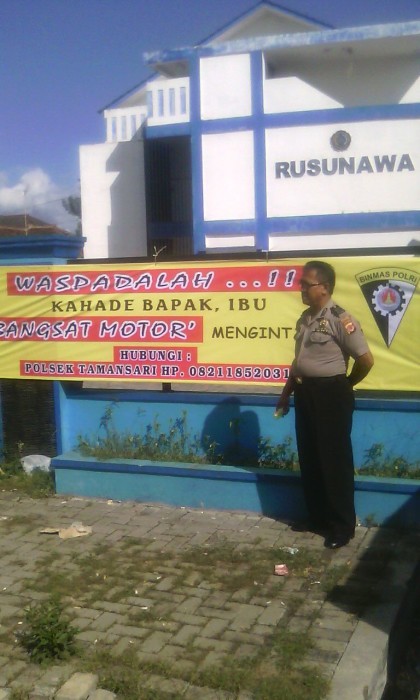 RUSUNAWA
WASPADALAH ...!!
BINMAS POLRI
KAHADE BAPAK, IBU
BANGSAT MOTOR' MENGINT
HUBUNGI :
POLSEK TAMANSARI HP. 08211852031